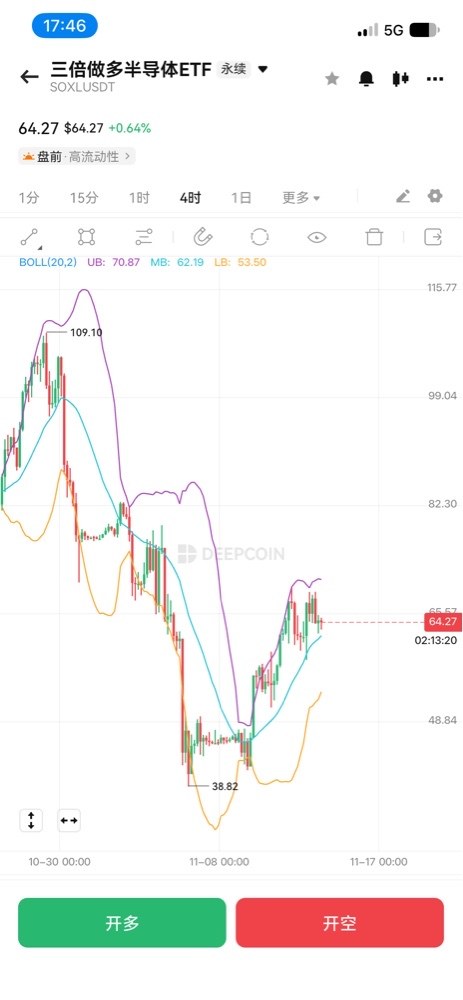 17:46
5G
三倍做多半导体ETF 永续
SOXLUSDT
64.27 $64.27 +0.64%
盘前·高流动性
1分 15分 1时 4时 1日 更多
BOLL(20,2) UB: 70.87 MB: 62.19 LB: 53.50
115.77
109.10
99.04
82.30
DEEPCOIN
65.57
64.27
02:13:20
48.84
38.82
10-30 00:00 11-08 00:00 11-17 00:00
开多 开空